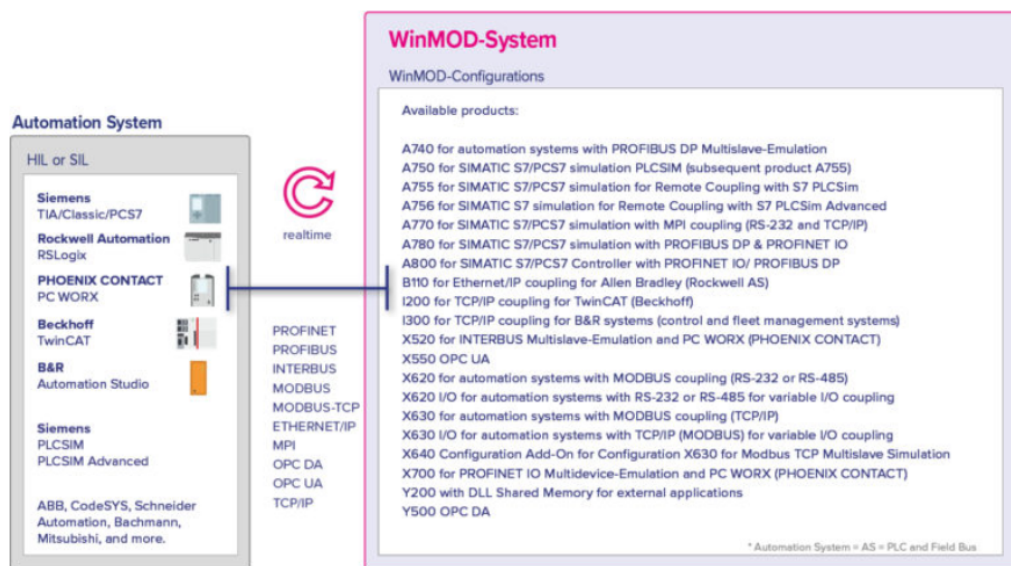 WinMOD-System
WinMOD-Configurations
Automation System
HIL or SIL
Siemens
TIA/Classic/PCS7
Rockwell Automation
RSLogix
PHOENIX CONTACT
PC WORX
Beckhoff
TwinCAT
B&R
Automation Studio
Siemens
PLCSIM
PLCSIM Advanced
ABB, CodeSYS, Schneider
Automation, Bachmann,
Mitsubishi, and more.
realtime
PROFINET
PROFIBUS
INTERBUS
MODBUS
MODBUS-TCP
ETHERNET/IP
MPI
OPC DA
OPC UA
TCP/IP
Available products:
A740 for automation systems with PROFIBUS DP Multislave-Emulation
A750 for SIMATIC S7/PCS7 simulation PLCSIM (subsequent product A755)
A755 for SIMATIC S7/PCS7 simulation for Remote Coupling with S7 PLCSim
A756 for SIMATIC S7 simulation for Remote Coupling with S7 PLCSim Advanced
A770 for SIMATIC S7/PCS7 simulation with MPI coupling (RS-232 and TCP/IP)
A780 for SIMATIC S7/PCS7 simulation with PROFIBUS DP & PROFINET IO
A800 for SIMATIC S7/PCS7 Controller with PROFINET IO/ PROFIBUS DP
B110 for Ethernet/IP coupling for Allen Bradley (Rockwell AS)
I200 for TCP/IP coupling for TwinCAT (Beckhoff)
I300 for TCP/IP coupling for B&R systems (control and fleet management systems)
X520 for INTERBUS Multislave-Emulation and PC WORX (PHOENIX CONTACT)
X550 OPC UA
X620 for automation systems with MODBUS coupling (RS-232 or RS-485)
X620 I/O for automation systems with RS-232 or RS-485 for variable I/O coupling
X630 for automation systems with MODBUS coupling (TCP/IP)
X630 I/O for automation systems with TCP/IP (MODBUS) for variable I/O coupling
X640 Configuration Add-On for Configuration X630 for Modbus TCP Multislave Simulation
X700 for PROFINET IO Multidevice-Emulation and PC WORX (PHOENIX CONTACT)
Y200 with DLL Shared Memory for external applications
Y500 OPC DA
* Automation System = AS = PLC and Field Bus